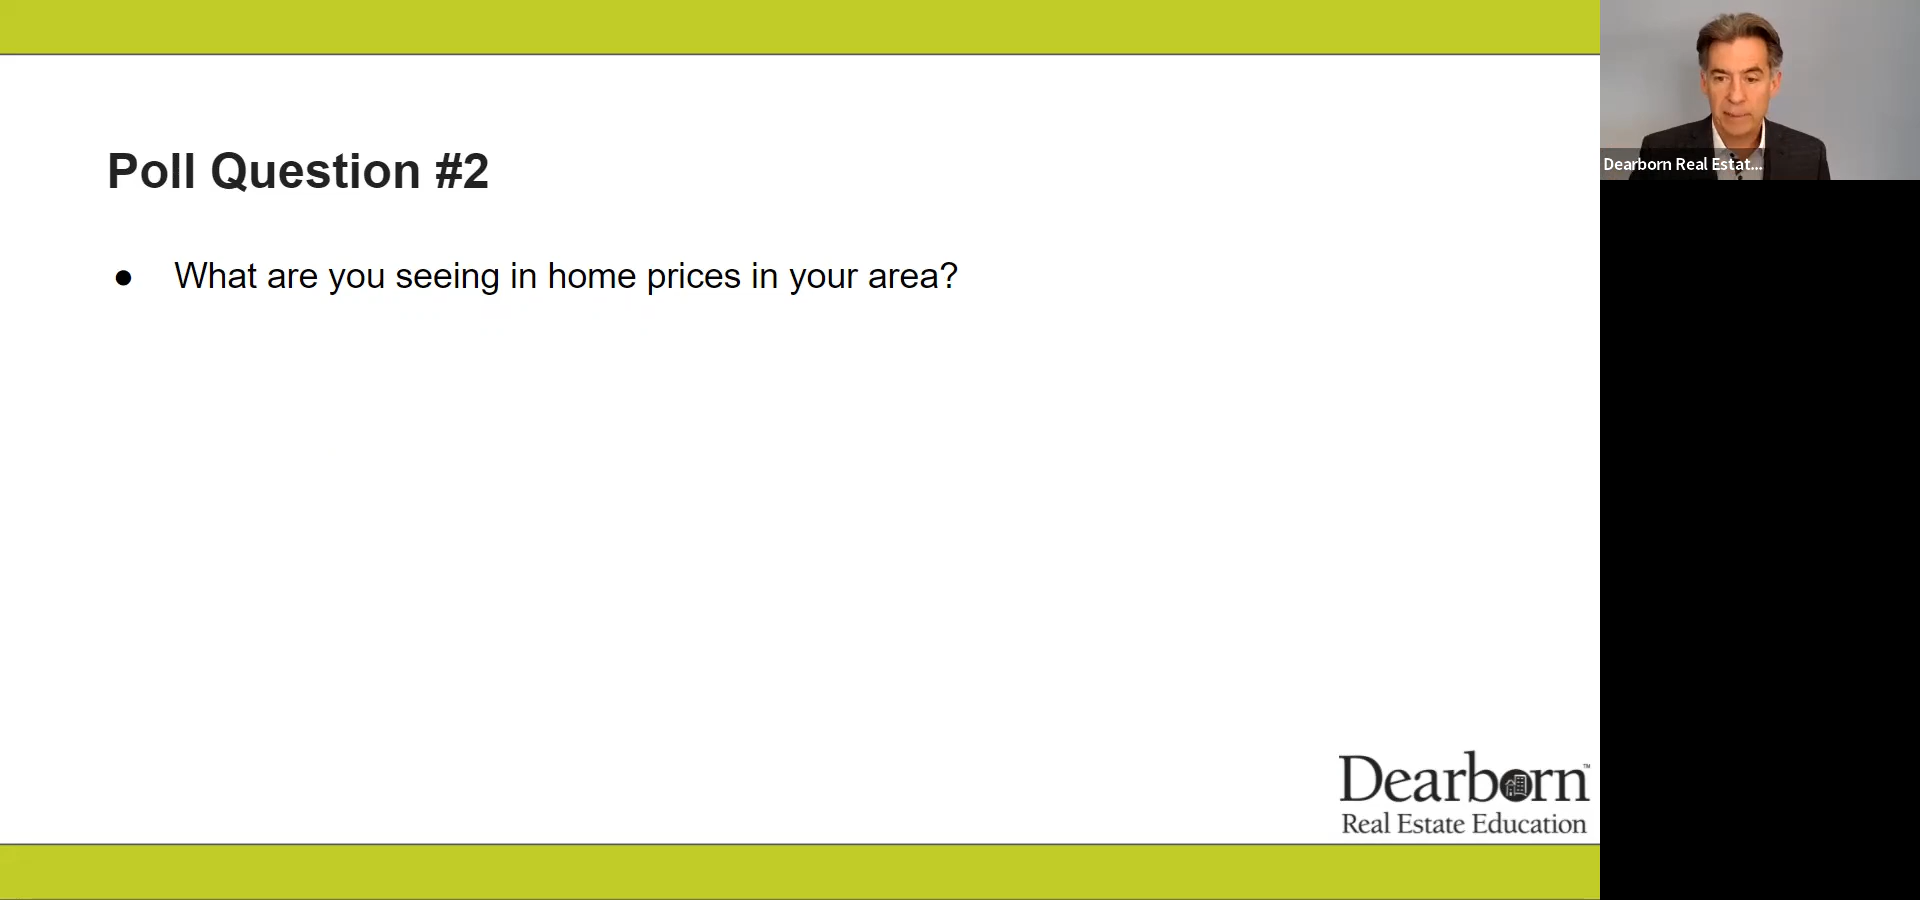 Poll Question #2
● What are you seeing in home prices in your area?
Dearborn Real Estat...
Dearborn™
Real Estate Education